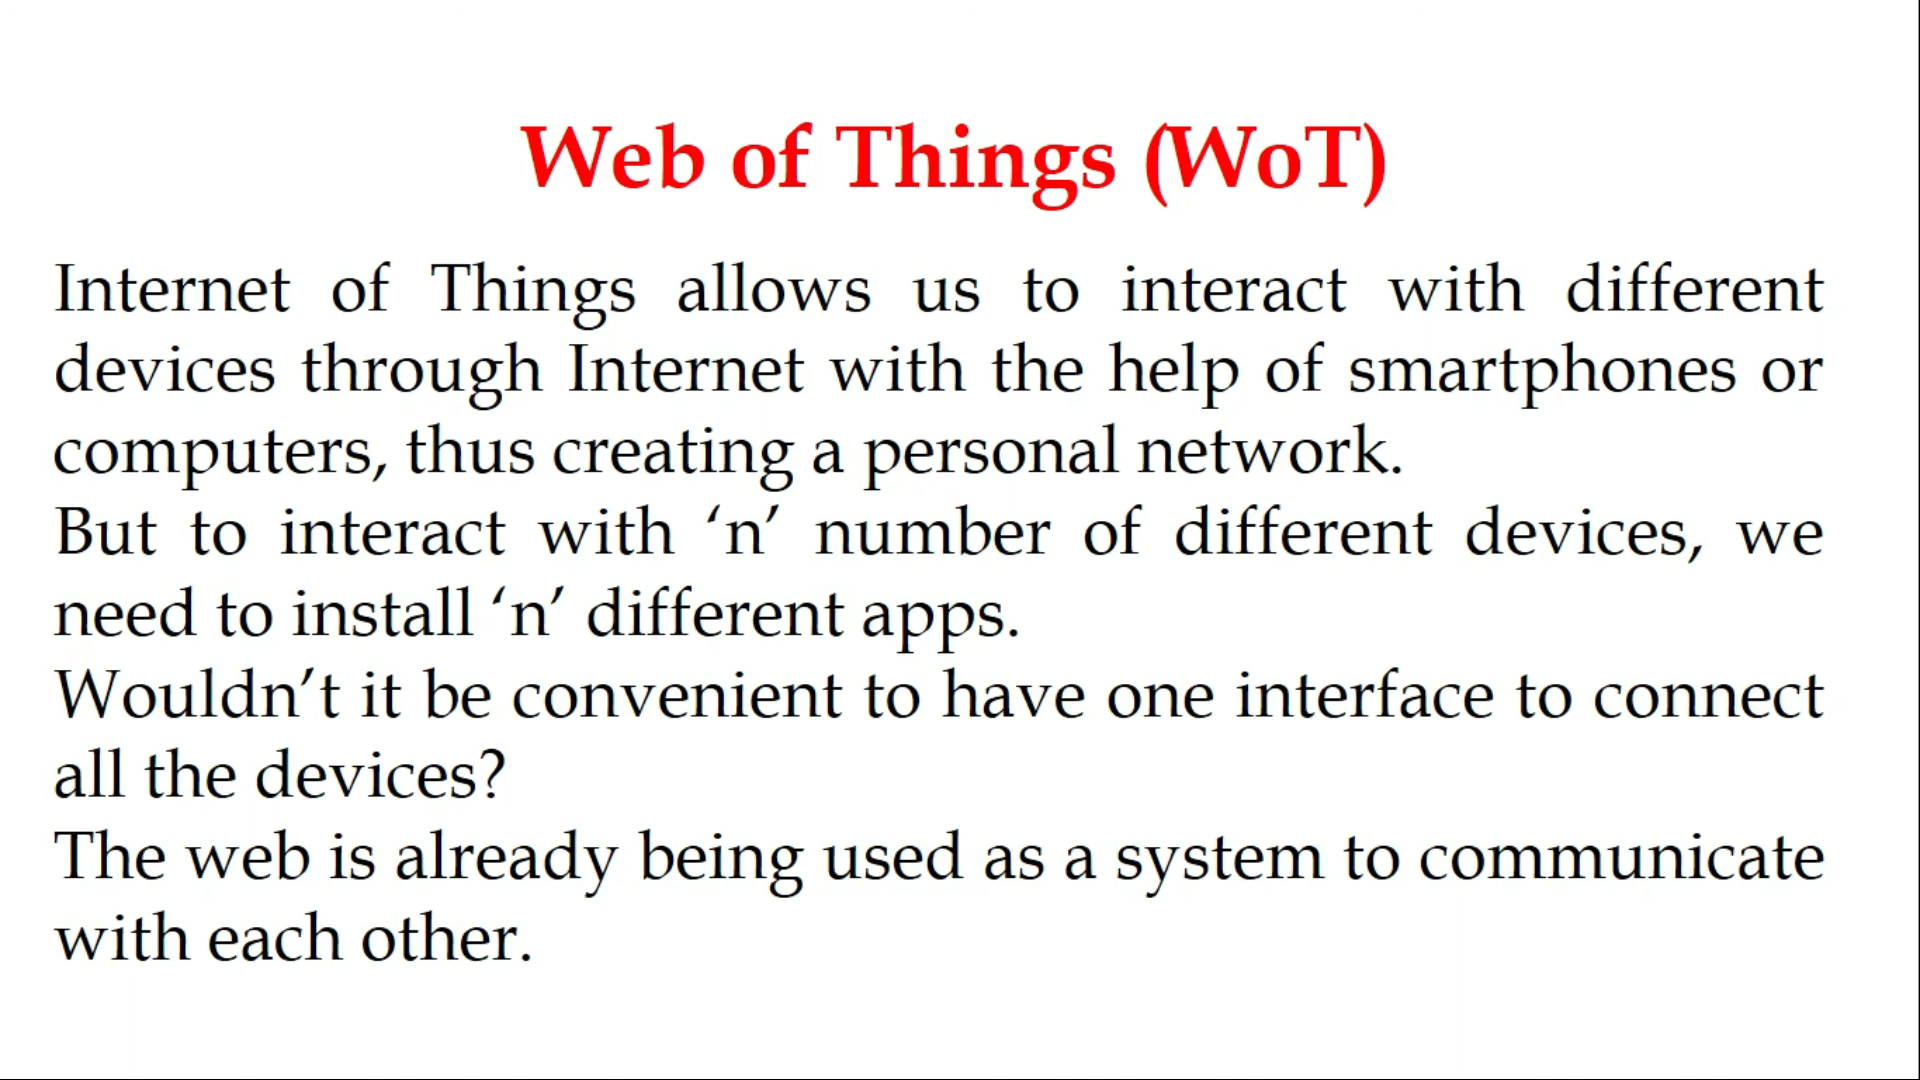 Web of Things (WoT)
Internet of Things allows us to interact with different
devices through Internet with the help of smartphones or
computers, thus creating a personal network.
But to interact with ‘n’ number of different devices, we
need to install ‘n’ different apps.
Wouldn’t it be convenient to have one interface to connect
all the devices?
The web is already being used as a system to communicate
with each other.